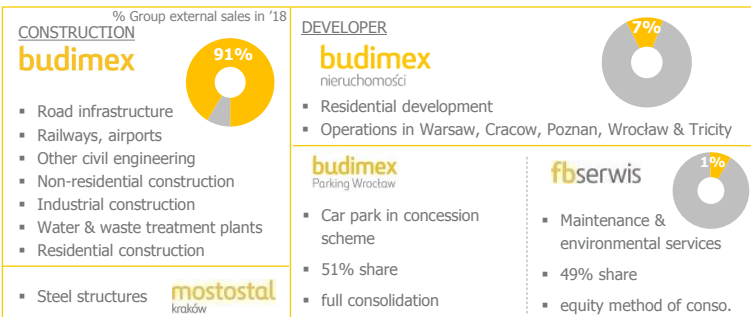 % Group external sales in ’18
CONSTRUCTION
budimex
91%
▪ Road infrastructure
▪ Railways, airports
▪ Other civil engineering
▪ Non-residential construction
▪ Industrial construction
▪ Water & waste treatment plants
▪ Residential construction
▪ Steel structures
mostostal
kraków
DEVELOPER
budimex
nieruchomości
7%
▪ Residential development
▪ Operations in Warsaw, Cracow, Poznan, Wrocław & Tricity
budimex
Parking Wrocław
▪ Car park in concession
scheme
▪ 51% share
▪ full consolidation
fbserwis
1%
▪ Maintenance &
environmental services
▪ 49% share
▪ equity method of conso.